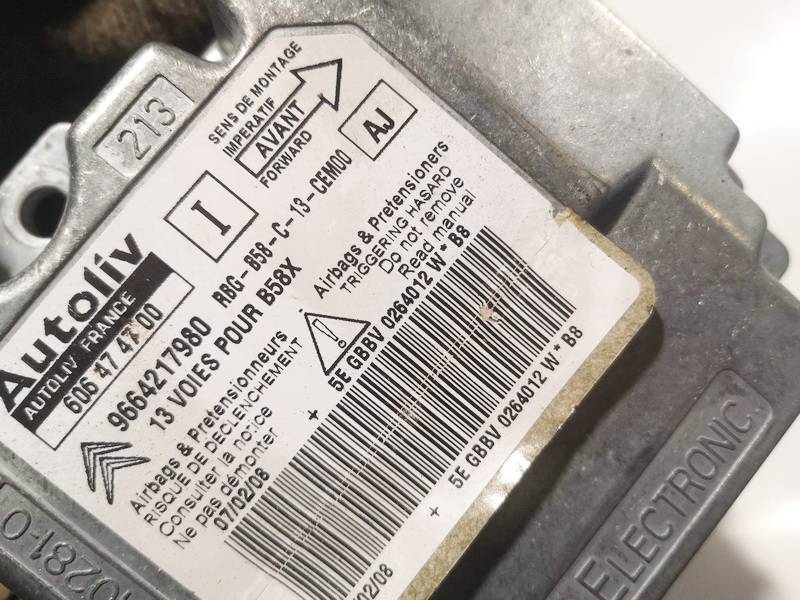 213
SENS DE MONTAGE
IMPERATIF
AVANT
FORWARD
AJ
I
Autoliv
AUTOLIV FRANCE
606 47 47 00
9664217980 RBG-B58-C-13-CEM00
13 VOIES POUR B58X
Airbags & Pretensionneurs
RISQUE DE DECLENCHEMENT
Consulter la notice
Ne pas démonter
07/02/08
Airbags & Pretensioners
TRIGGERING HASARD
Do not remove
Read manual
+ 5E GBBV 0264012 W * B8
+ 5E GBBV 0264012 W * B8
ELECTRONIC